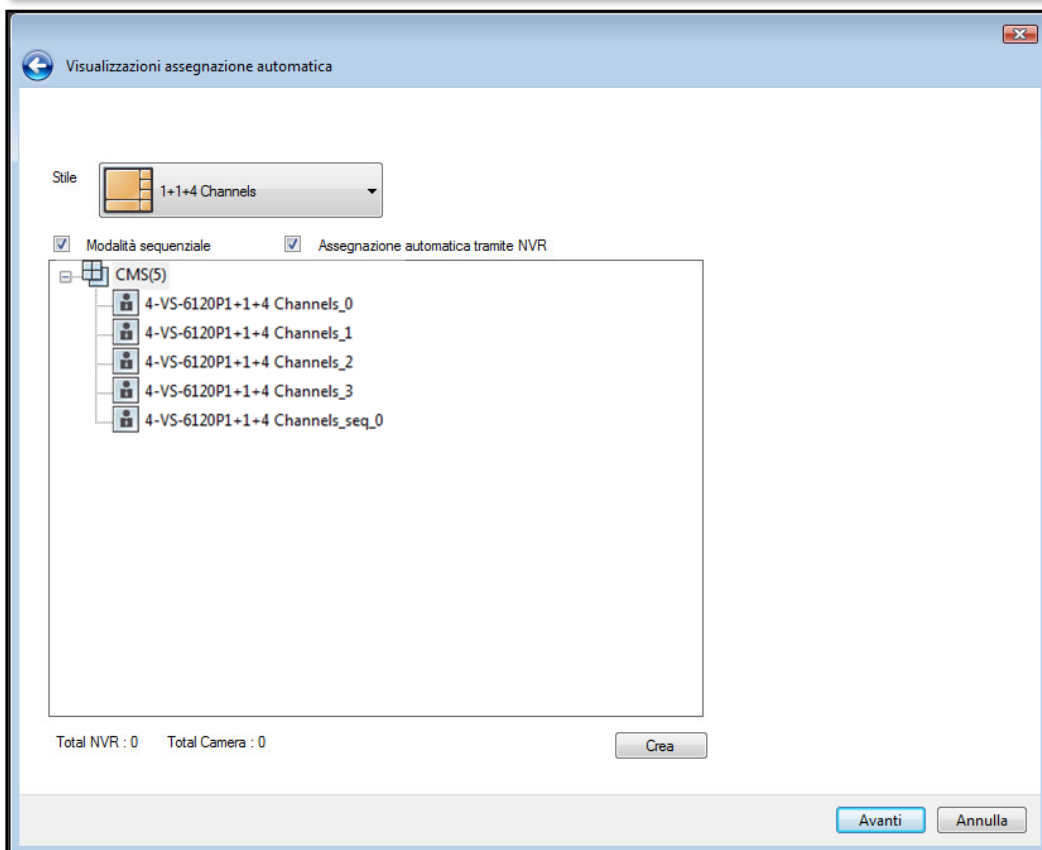 Visualizzazioni assegnazione automatica
Stile
1+1+4 Channels
Modalità sequenziale Assegnazione automatica tramite NVR
CMS(5)
4-VS-6120P1+1+4 Channels_0
4-VS-6120P1+1+4 Channels_1
4-VS-6120P1+1+4 Channels_2
4-VS-6120P1+1+4 Channels_3
4-VS-6120P1+1+4 Channels_seq_0
Total NVR : 0 Total Camera : 0
Crea
Avanti Annulla